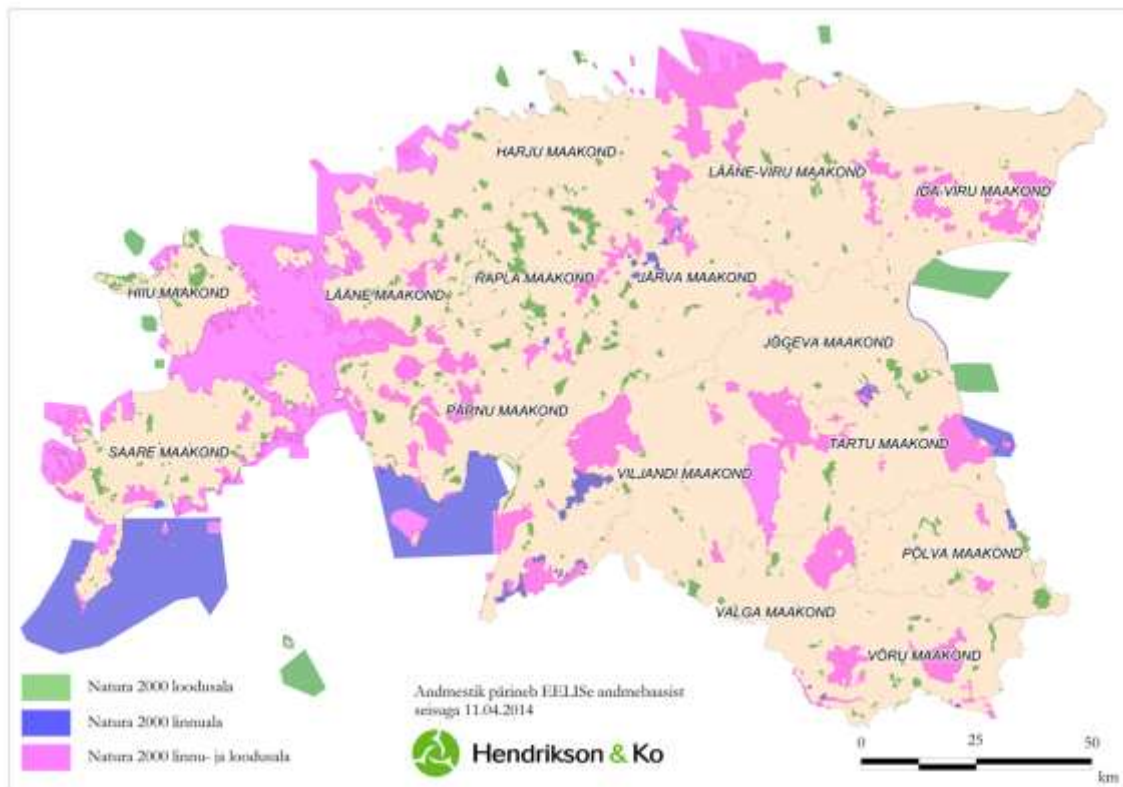 HARJU MAAKOND
LÄÄNE-VIRU MAAKOND
IDA-VIRU MAAKOND
HIIU MAAKOND
LÄÄNE MAAKOND
RAPLA MAAKOND
JÄRVA MAAKOND
JÕGEVA MAAKOND
PÄRNU MAAKOND
SAARE MAAKOND
TARTU MAAKOND
VILJANDI MAAKOND
PÕLVA MAAKOND
VALGA MAAKOND
VÕRU MAAKOND
Natura 2000 loodusala
Natura 2000 linnuala
Natura 2000 linnu- ja loodusala
Andmestik pärineb EELISe andmebaasist
seisuga 11.04.2014
Hendrikson & Ko
0 25 50
km